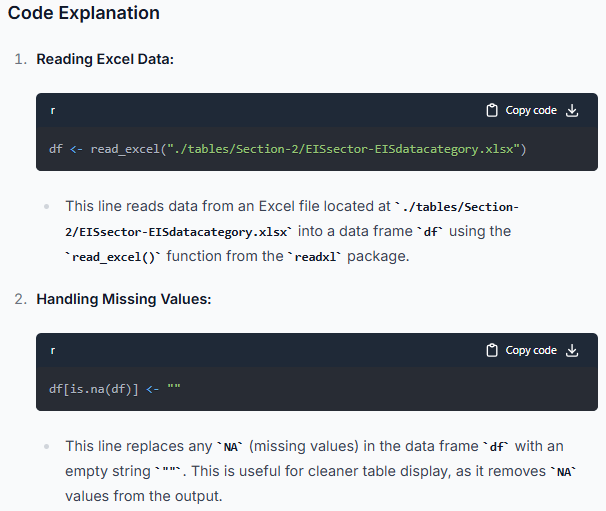 Code Explanation
1. Reading Excel Data:
r
Copy code
df <- read_excel("./tables/Section-2/EISsector-EISdatacategory.xlsx")
This line reads data from an Excel file located at `./tables/Section-
2/EISsector-EISdatacategory.xlsx` into a data frame `df` using the
`read_excel()` function from the `readxl` package.
2. Handling Missing Values:
r
Copy code
df[is.na(df)] <- ""
This line replaces any `NA` (missing values) in the data frame `df` with an
empty string `""`. This is useful for cleaner table display, as it removes `NA`
values from the output.